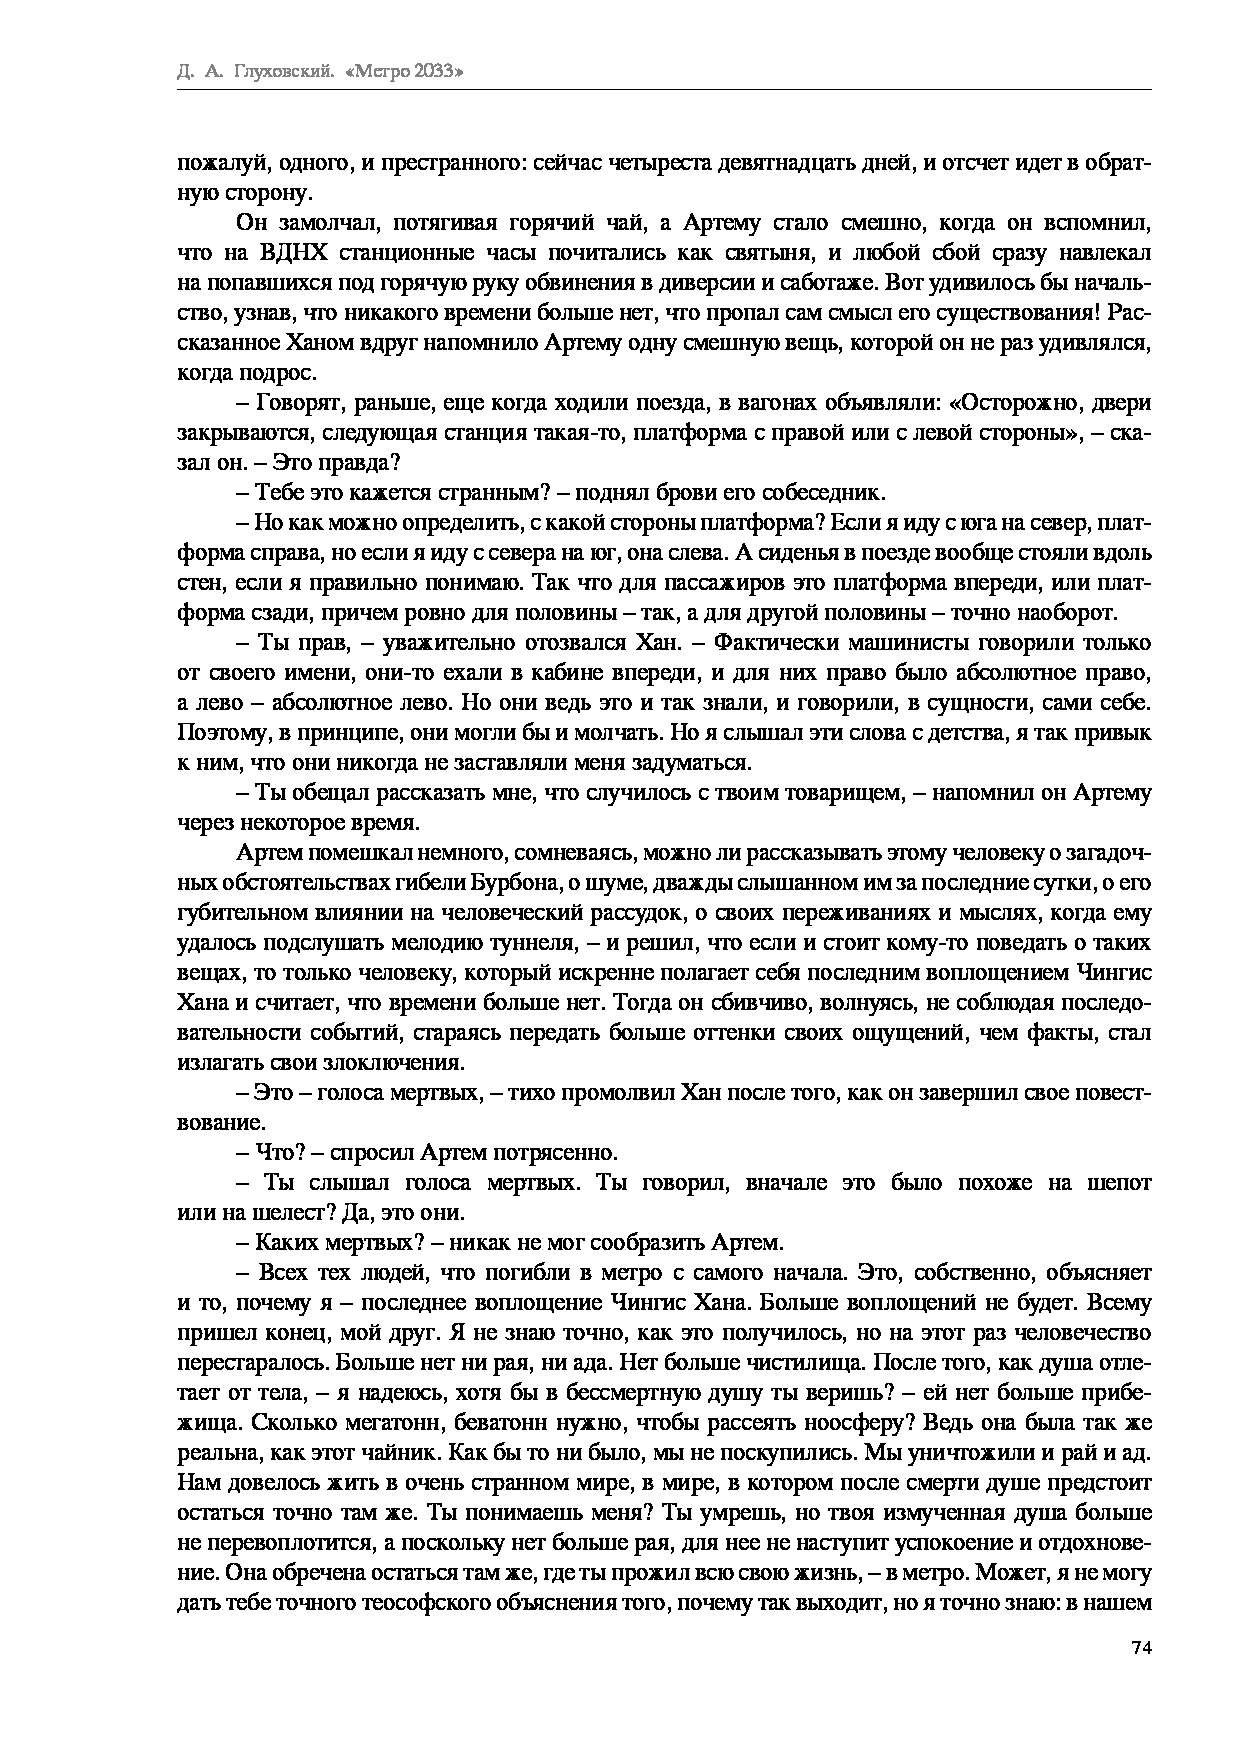 Д. А. Глуховский. «Метро 2033»
пожалуй, одного, и престранного: сейчас четыреста девятнадцать дней, и отсчет идет в обрат-
ную сторону.
Он замолчал, потягивая горячий чай, а Артему стало смешно, когда он вспомнил,
что на ВДНХ станционные часы почитались как святыня, и любой сбой сразу навлекал
на попавшихся под горячую руку обвинения в диверсии и саботаже. Вот удивилось бы началь-
ство, узнав, что никакого времени больше нет, что пропал сам смысл его существования! Рас-
сказанное Ханом вдруг напомнило Артему одну смешную вещь, которой он не раз удивлялся,
когда подрос.
– Говорят, раньше, еще когда ходили поезда, в вагонах объявляли: «Осторожно, двери
закрываются, следующая станция такая-то, платформа с правой или с левой стороны», – ска-
зал он. – Это правда?
– Тебе это кажется странным? – поднял брови его собеседник.
– Но как можно определить, с какой стороны платформа? Если я иду с юга на север, плат-
форма справа, но если я иду с севера на юг, она слева. А сиденья в поезде вообще стояли вдоль
стен, если я правильно понимаю. Так что для пассажиров это платформа впереди, или плат-
форма сзади, причем ровно для половины – так, а для другой половины – точно наоборот.
– Ты прав, – уважительно отозвался Хан. – Фактически машинисты говорили только
от своего имени, они-то ехали в кабине впереди, и для них право было абсолютное право,
а лево – абсолютное лево. Но они ведь это и так знали, и говорили, в сущности, сами себе.
Поэтому, в принципе, они могли бы и молчать. Но я слышал эти слова с детства, я так привык
к ним, что они никогда не заставляли меня задуматься.
– Ты обещал рассказать мне, что случилось с твоим товарищем, – напомнил он Артему
через некоторое время.
Артем помешкал немного, сомневаясь, можно ли рассказывать этому человеку о загадоч-
ных обстоятельствах гибели Бурбона, о шуме, дважды слышанном им за последние сутки, о его
губительном влиянии на человеческий рассудок, о своих переживаниях и мыслях, когда ему
удалось подслушать мелодию туннеля, – и решил, что если и стоит кому-то поведать о таких
вещах, то только человеку, который искренне полагает себя последним воплощением Чингис
Хана и считает, что времени больше нет. Тогда он сбивчиво, волнуясь, не соблюдая последо-
вательности событий, стараясь передать больше оттенки своих ощущений, чем факты, стал
излагать свои злоключения.
– Это – голоса мертвых, – тихо промолвил Хан после того, как он завершил свое повест-
вование.
– Что? – спросил Артем потрясенно.
– Ты слышал голоса мертвых. Ты говорил, вначале это было похоже на шепот
или на шелест? Да, это они.
– Каких мертвых? – никак не мог сообразить Артем.
– Всех тех людей, что погибли в метро с самого начала. Это, собственно, объясняет
и то, почему я – последнее воплощение Чингис Хана. Больше воплощений не будет. Всему
пришел конец, мой друг. Я не знаю точно, как это получилось, но на этот раз человечество
перестаралось. Больше нет ни рая, ни ада. Нет больше чистилища. После того, как душа отле-
тает от тела, – я надеюсь, хотя бы в бессмертную душу ты веришь? – ей нет больше прибе-
жища. Сколько мегатонн, беватонн нужно, чтобы рассеять ноосферу? Ведь она была так же
реальна, как этот чайник. Как бы то ни было, мы не поскупились. Мы уничтожили и рай и ад.
Нам довелось жить в очень странном мире, в мире, в котором после смерти душе предстоит
остаться точно там же. Ты понимаешь меня? Ты умрешь, но твоя измученная душа больше
не перевоплотится, а поскольку нет больше рая, для нее не наступит успокоение и отдохнове-
ние. Она обречена остаться там же, где ты прожил всю свою жизнь, – в метро. Может, я не могу
дать тебе точного теософского объяснения того, почему так выходит, но я точно знаю: в нашем
74